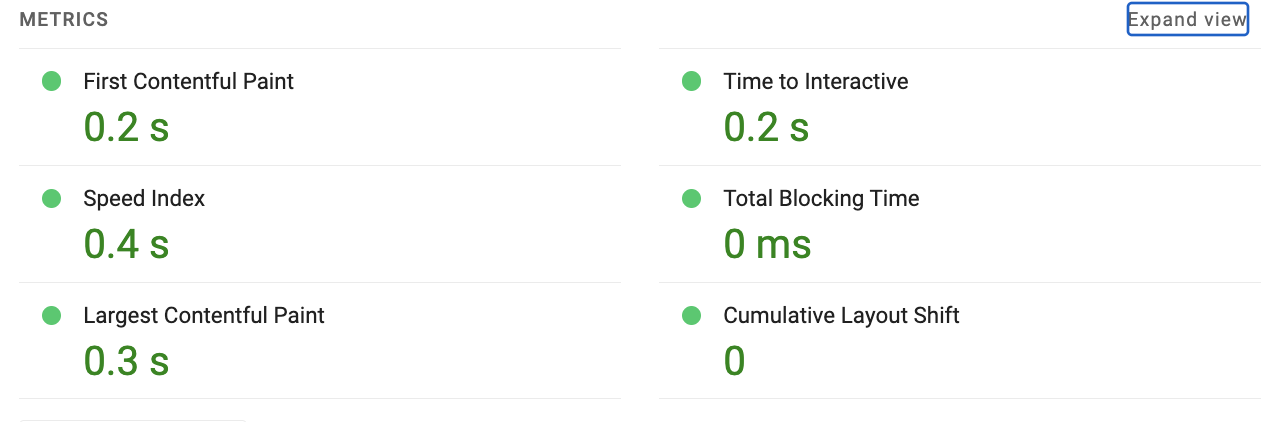 METRICS
Expand view
First Contentful Paint
0.2 s
Time to Interactive
0.2 s
Speed Index
0.4 s
Total Blocking Time
0 ms
Largest Contentful Paint
0.3 s
Cumulative Layout Shift
0